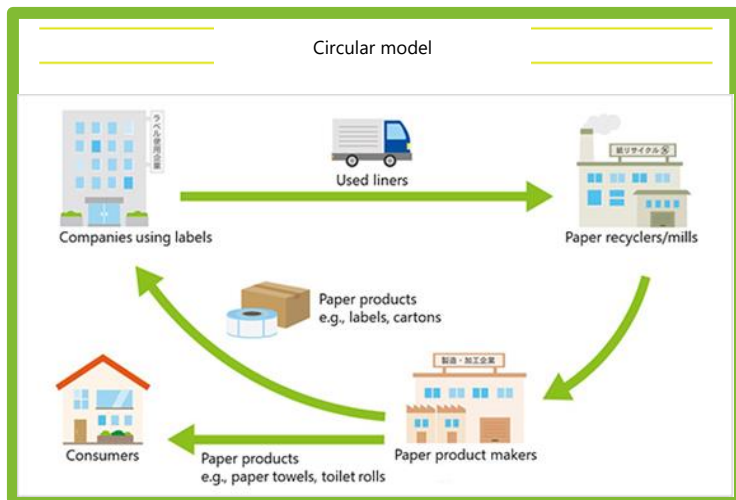 Circular model
ラベル使用企業
紙リサイクル
Used liners
Companies using labels
Paper recyclers/mills
Paper products
e.g., labels, cartons
製造・加工企業
Consumers
Paper products
e.g., paper towels, toilet rolls
Paper product makers